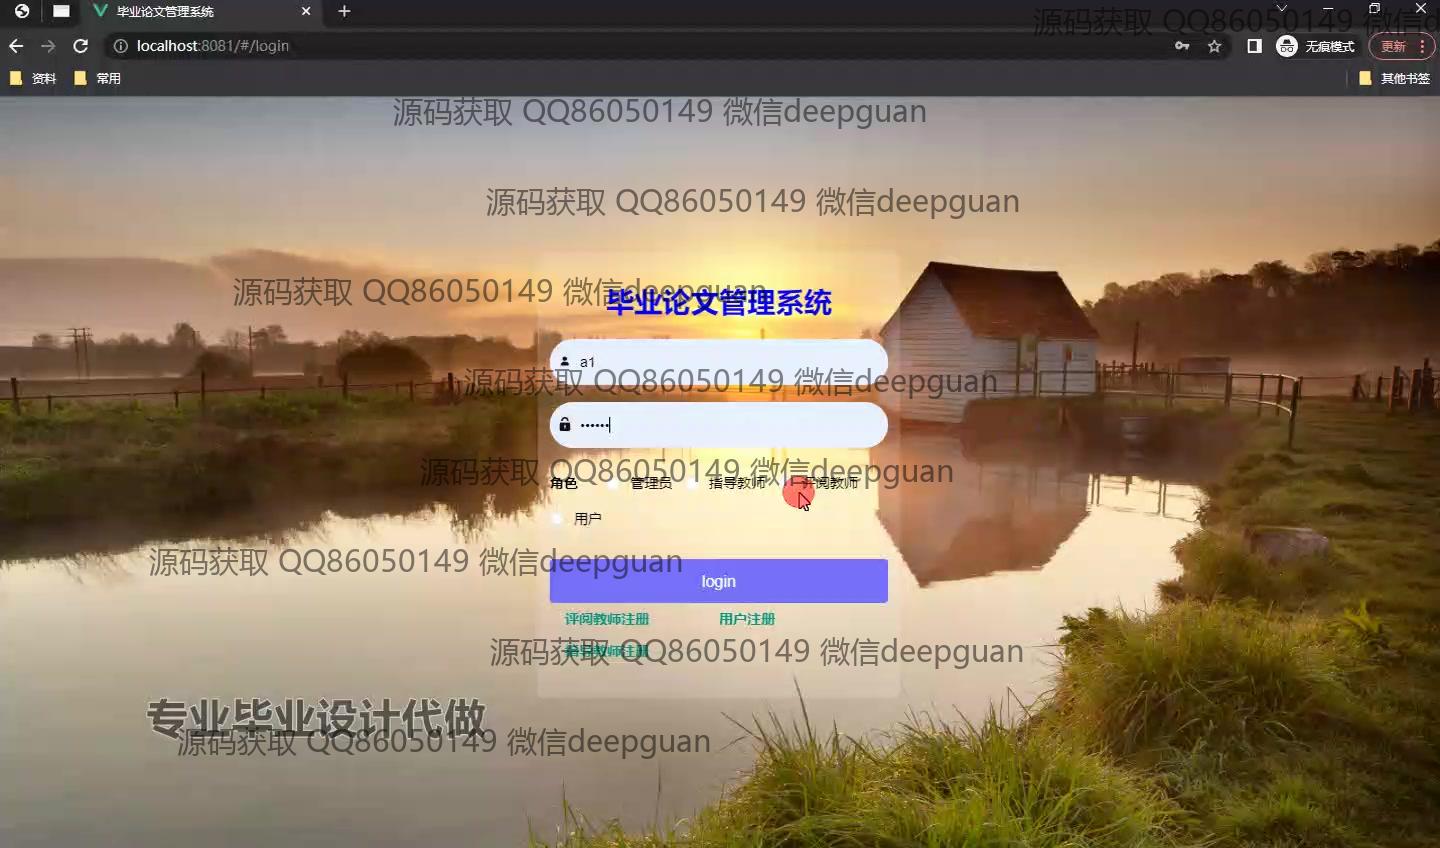 毕业论文管理系统
源码获取 QQ86050149 微信d
localhost:8081/#/login
无痕模式
更新
资料
常用
其他书签
源码获取 QQ86050149 微信deepguan
源码获取 QQ86050149 微信deepguan
源码获取 QQ86050149 微信deepguan
毕业论文管理系统
a1
源码获取 QQ86050149 微信deepguan
••••••
源码获取 QQ86050149 微信deepguan
角色 管理员 指导教师 评阅教师
用户
源码获取 QQ86050149 微信deepguan
login
评阅教师注册 用户注册
指导教师注册
源码获取 QQ86050149 微信deepguan
专业毕业设计代做
源码获取 QQ86050149 微信deepguan